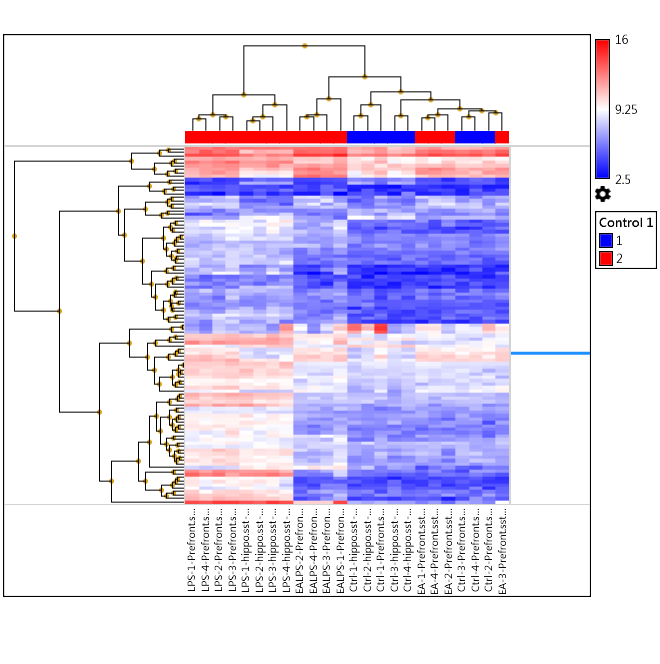 16
9.25
2.5
Control 1
1
2
LPS-1-Prefront.s...
LPS-4-Prefront.s...
LPS-2-Prefront.s...
LPS-3-Prefront.s...
LPS-1-hippo.sst-...
LPS-2-hippo.sst-...
LPS-3-hippo.sst-...
LPS-4-hippo.sst-...
EALPS-2-Prefron...
EALPS-4-Prefron...
EALPS-3-Prefron...
EALPS-1-Prefron...
Ctrl-1-hippo.sst-...
Ctrl-2-hippo.sst-...
Ctrl-1-Prefront.s...
Ctrl-3-hippo.sst-...
Ctrl-4-hippo.sst-...
EA-1-Prefront.sst...
EA-4-Prefront.sst...
EA-2-Prefront.sst...
Ctrl-3-Prefront.s...
Ctrl-4-Prefront.s...
Ctrl-2-Prefront.s...
EA-3-Prefront.sst...